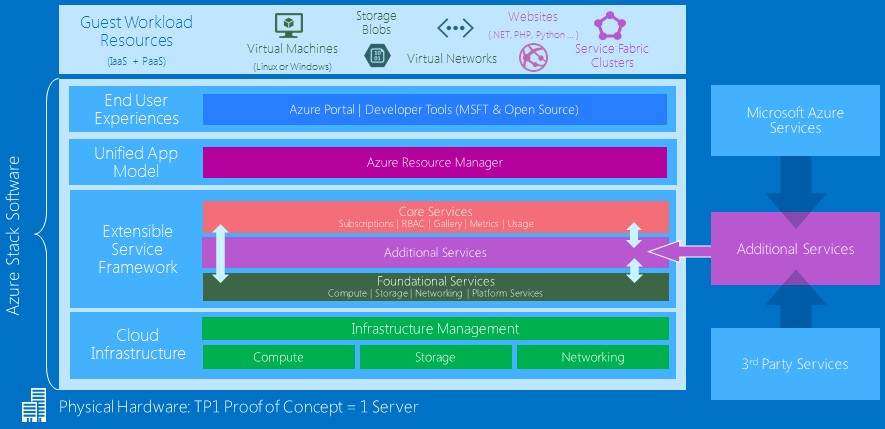 Guest Workload
Resources
(IaaS + PaaS)
Virtual Machines
(Linux or Windows)
Storage
Blobs
Virtual Networks
Websites
(.NET, PHP, Python ....)
Service Fabric
Clusters
Azure Stack Software
End User
Experiences
Azure Portal | Developer Tools (MSFT & Open Source)
Unified App
Model
Azure Resource Manager
Extensible
Service
Framework
Core Services
Subscriptions | RBAC | Gallery | Metrics | Usage
Additional Services
Foundational Services
Compute | Storage | Networking | Platform Services
Cloud
Infrastructure
Infrastructure Management
Compute
Storage
Networking
Microsoft Azure
Services
Additional Services
3rd Party Services
Physical Hardware: TP1 Proof of Concept = 1 Server